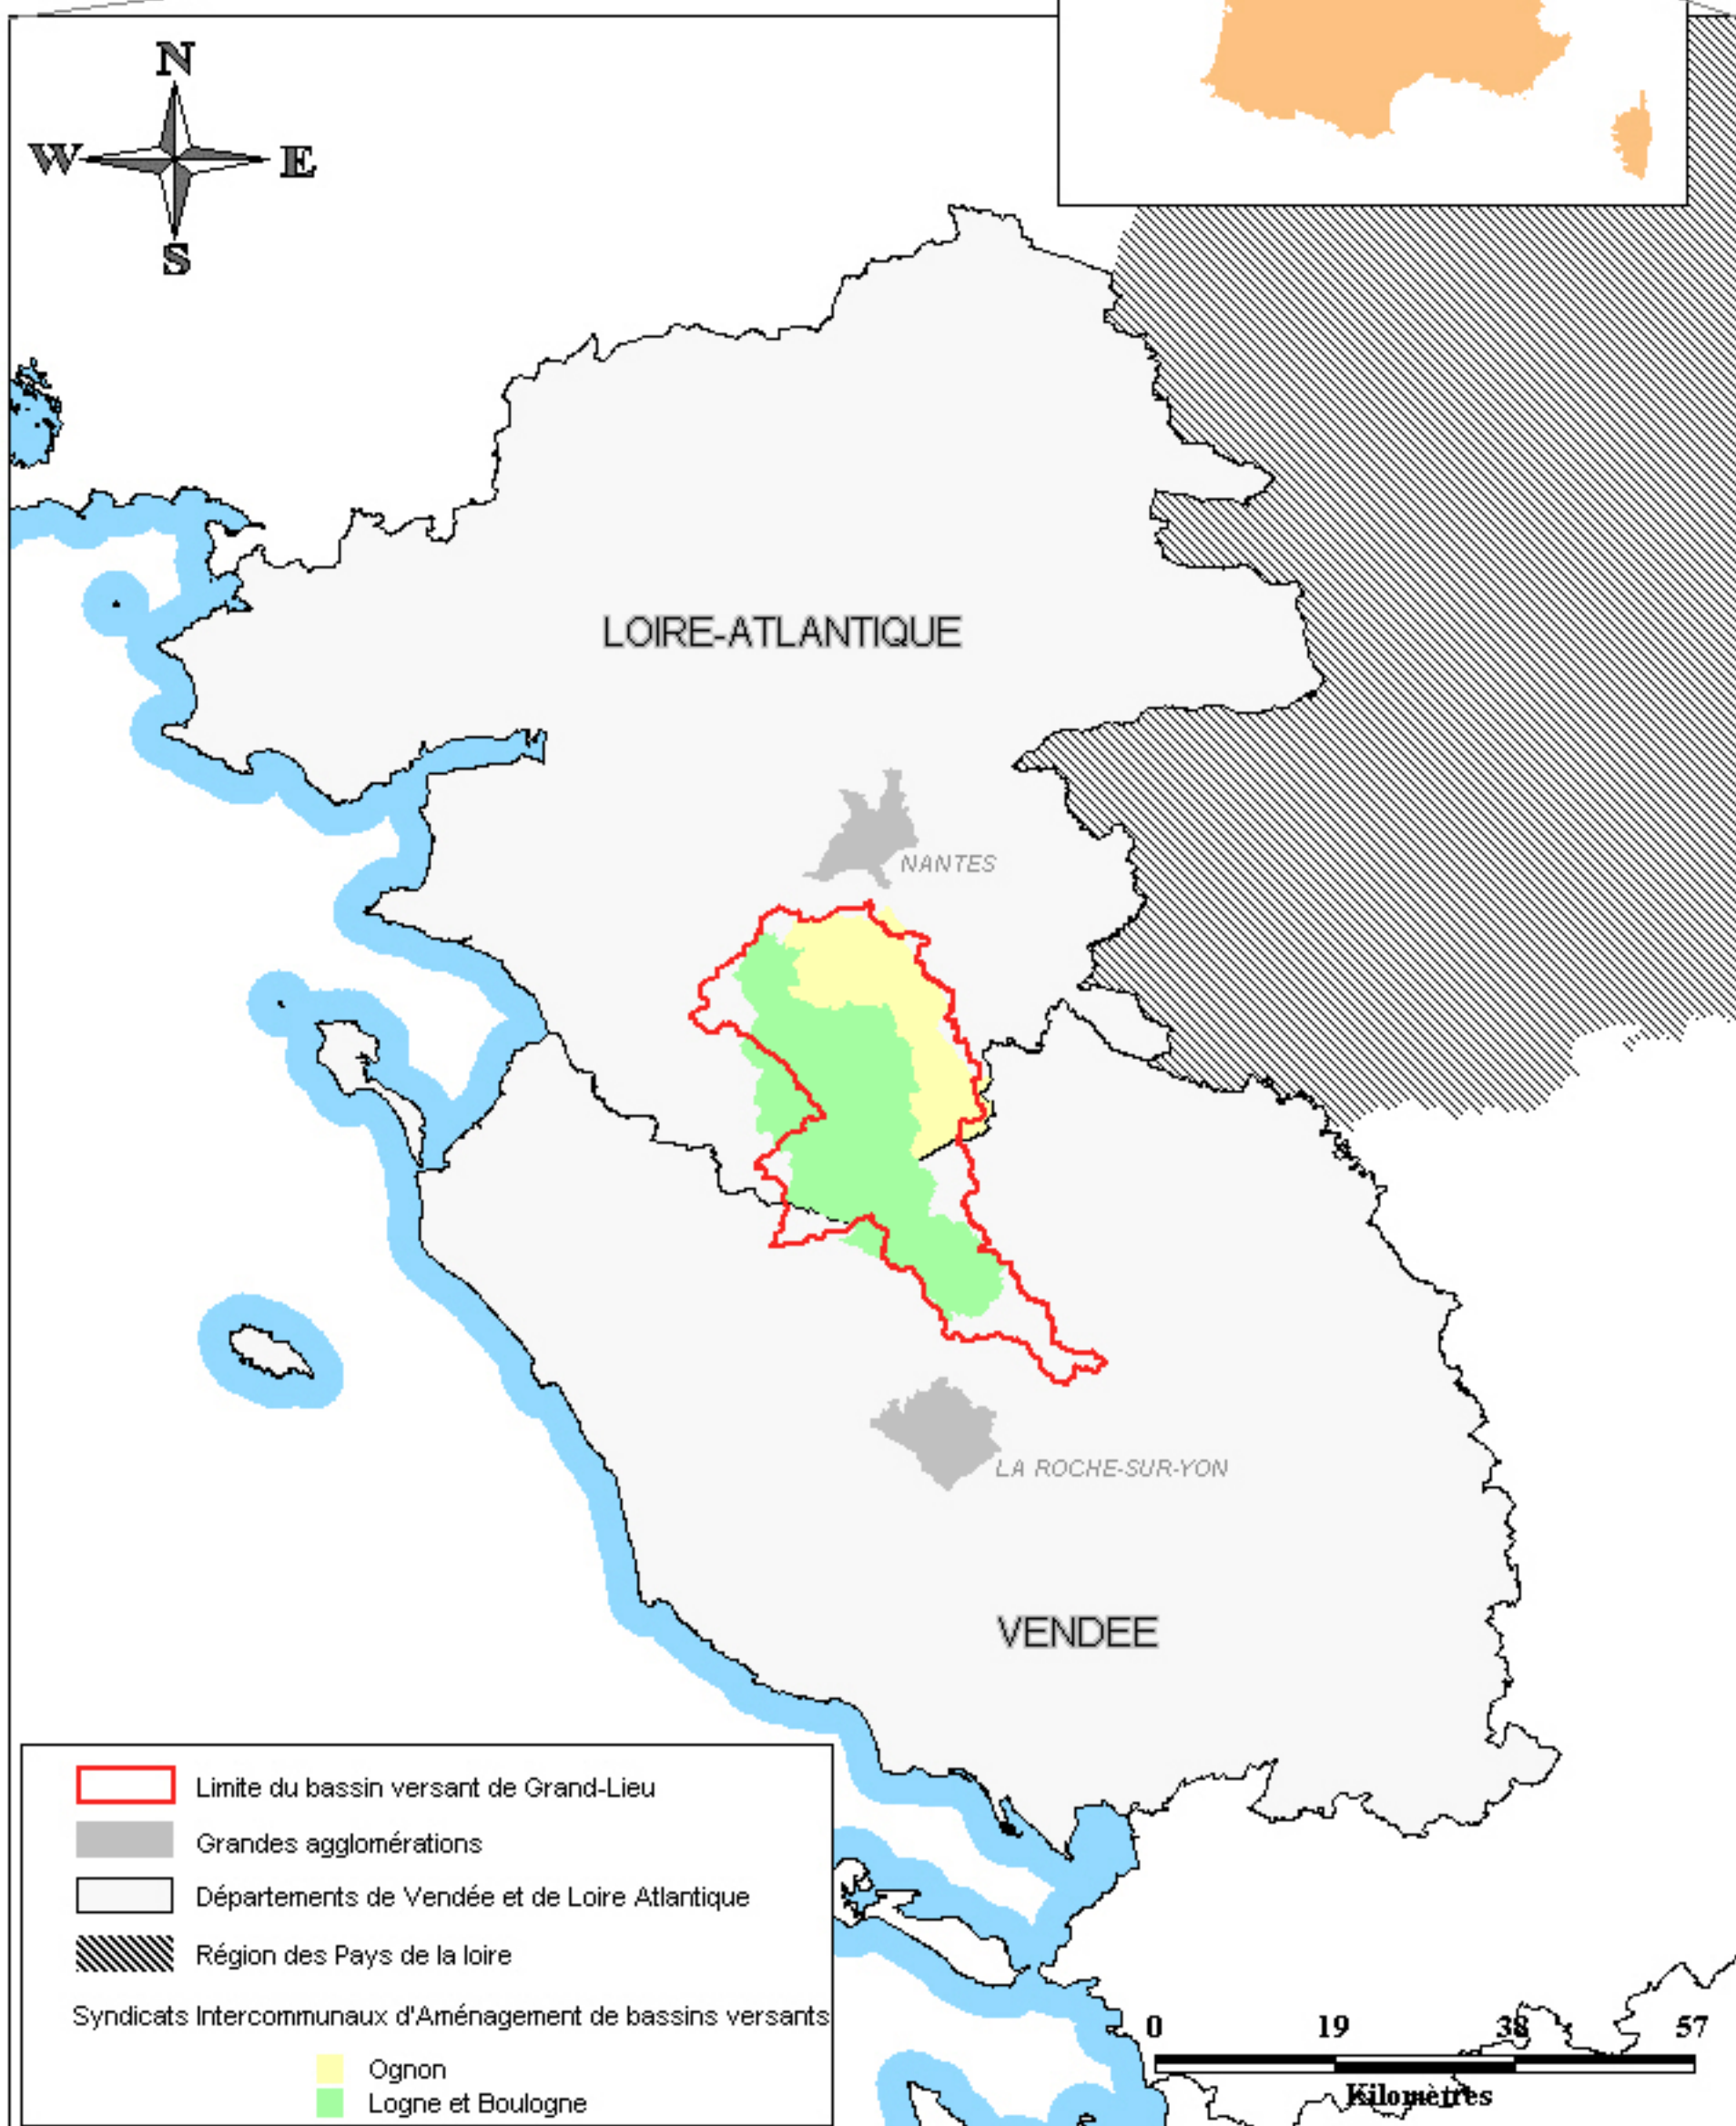 N
W E
S
LOIRE-ATLANTIQUE
NANTES
LA ROCHE-SUR-YON
VENDEE
Limite du bassin versant de Grand-Lieu
Grandes agglomérations
Départements de Vendée et de Loire Atlantique
Région des Pays de la loire
Syndicats Intercommunaux d'Aménagement de bassins versants
Ognon
Logne et Boulogne
0 19 38 57
Kilomètres